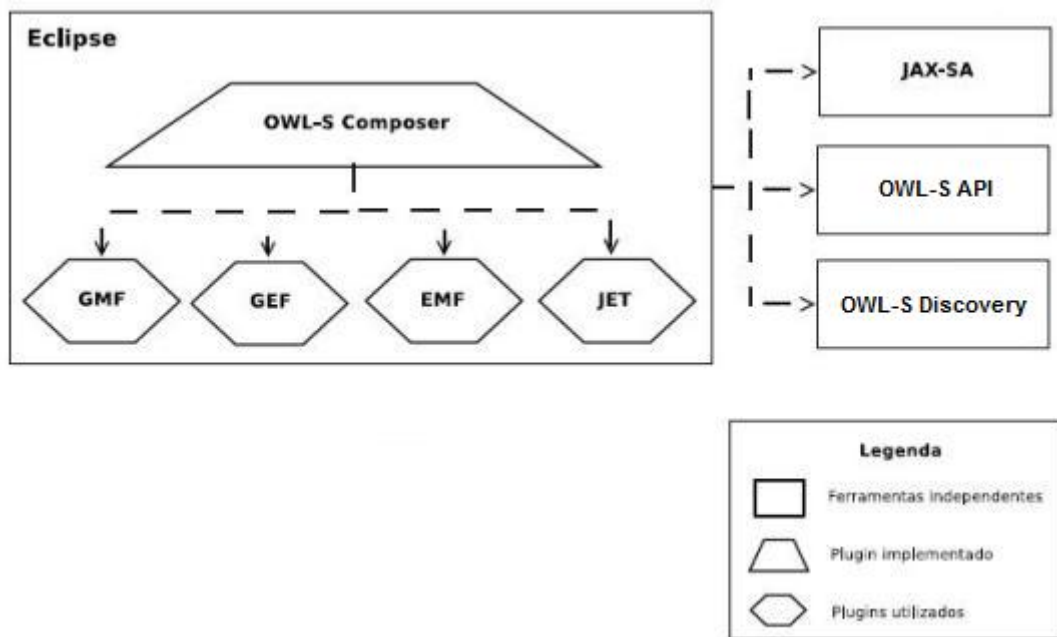 Eclipse
OWL-S Composer
GMF
GEF
EMF
JET
JAX-SA
OWL-S API
OWL-S Discovery
Legenda
Ferramentas independentes
Plugin implementado
Plugins utilizados